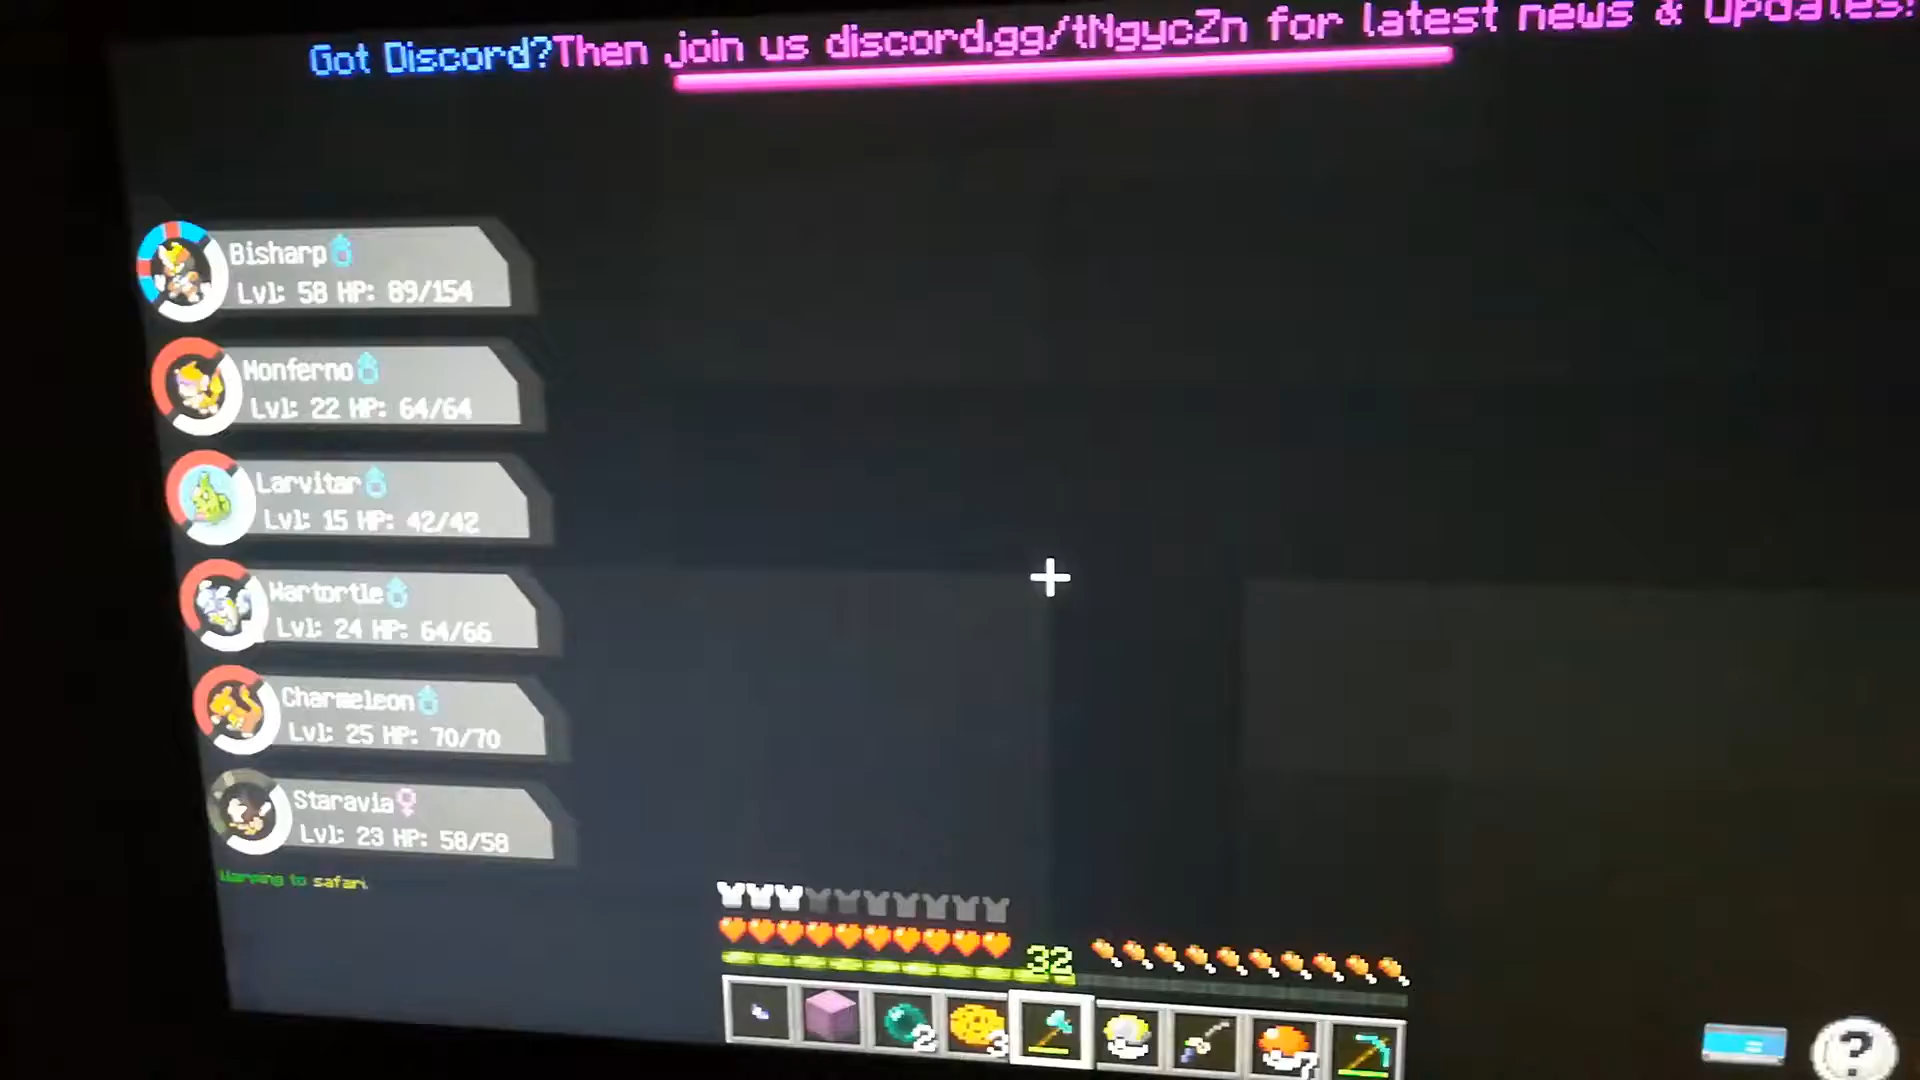 Got Discord?Then join us discord.gg/tNgycZn for latest news & updates!
Bisharp
Lvl: 58 HP: 89/154
Monferno
Lvl: 22 HP: 64/64
Larvitar
Lvl: 15 HP: 42/42
Wartortle
Lvl: 24 HP: 64/66
Charmeleon
Lvl: 25 HP: 70/70
Staravia
Lvl: 23 HP: 58/58
Warping to safari.
32
2
3
7
?